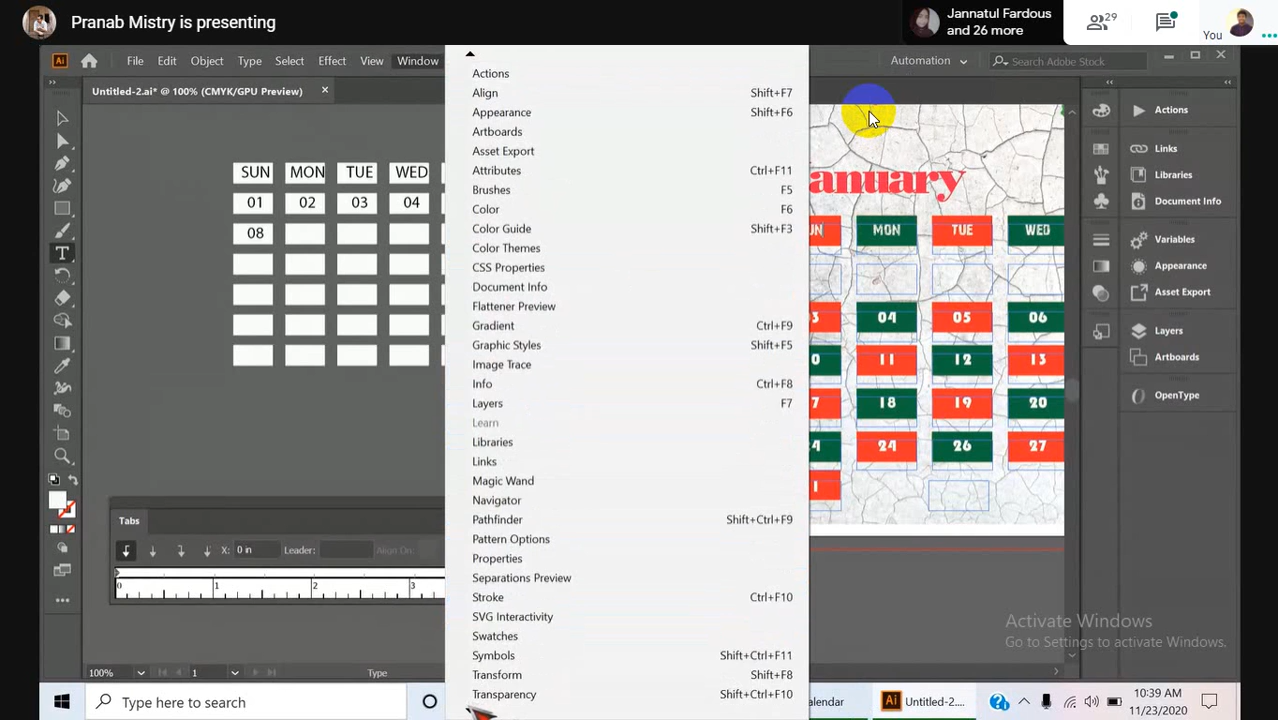 Pranab Mistry is presenting
Jannatul Fardous
and 26 more
29
You
Ai
File Edit Object Type Select Effect View Window
Automation
Search Adobe Stock
Untitled-2.ai* @ 100% (CMYK/GPU Preview)
SUN MON TUE WED
01 02 03 04
08
Tabs
X: 0 in Leader: Align On:
0 1 2 3
100% 1 Type
Actions
Align Shift+F7
Appearance Shift+F6
Artboards
Asset Export
Attributes Ctrl+F11
Brushes F5
Color F6
Color Guide Shift+F3
Color Themes
CSS Properties
Document Info
Flattener Preview
Gradient Ctrl+F9
Graphic Styles Shift+F5
Image Trace
Info Ctrl+F8
Layers F7
Learn
Libraries
Links
Magic Wand
Navigator
Pathfinder Shift+Ctrl+F9
Pattern Options
Properties
Separations Preview
Stroke Ctrl+F10
SVG Interactivity
Swatches
Symbols Shift+Ctrl+F11
Transform Shift+F8
Transparency Shift+Ctrl+F10
anuary
UN MON TUE WED
3 04 05 06
0 11 12 13
7 18 19 20
4 24 26 27
1
Actions
Links
Libraries
Document Info
Variables
Appearance
Asset Export
Layers
Artboards
OpenType
Activate Windows
Go to Settings to activate Windows.
Type here to search
alendar
Ai Untitled-2....
10:39 AM
11/23/2020